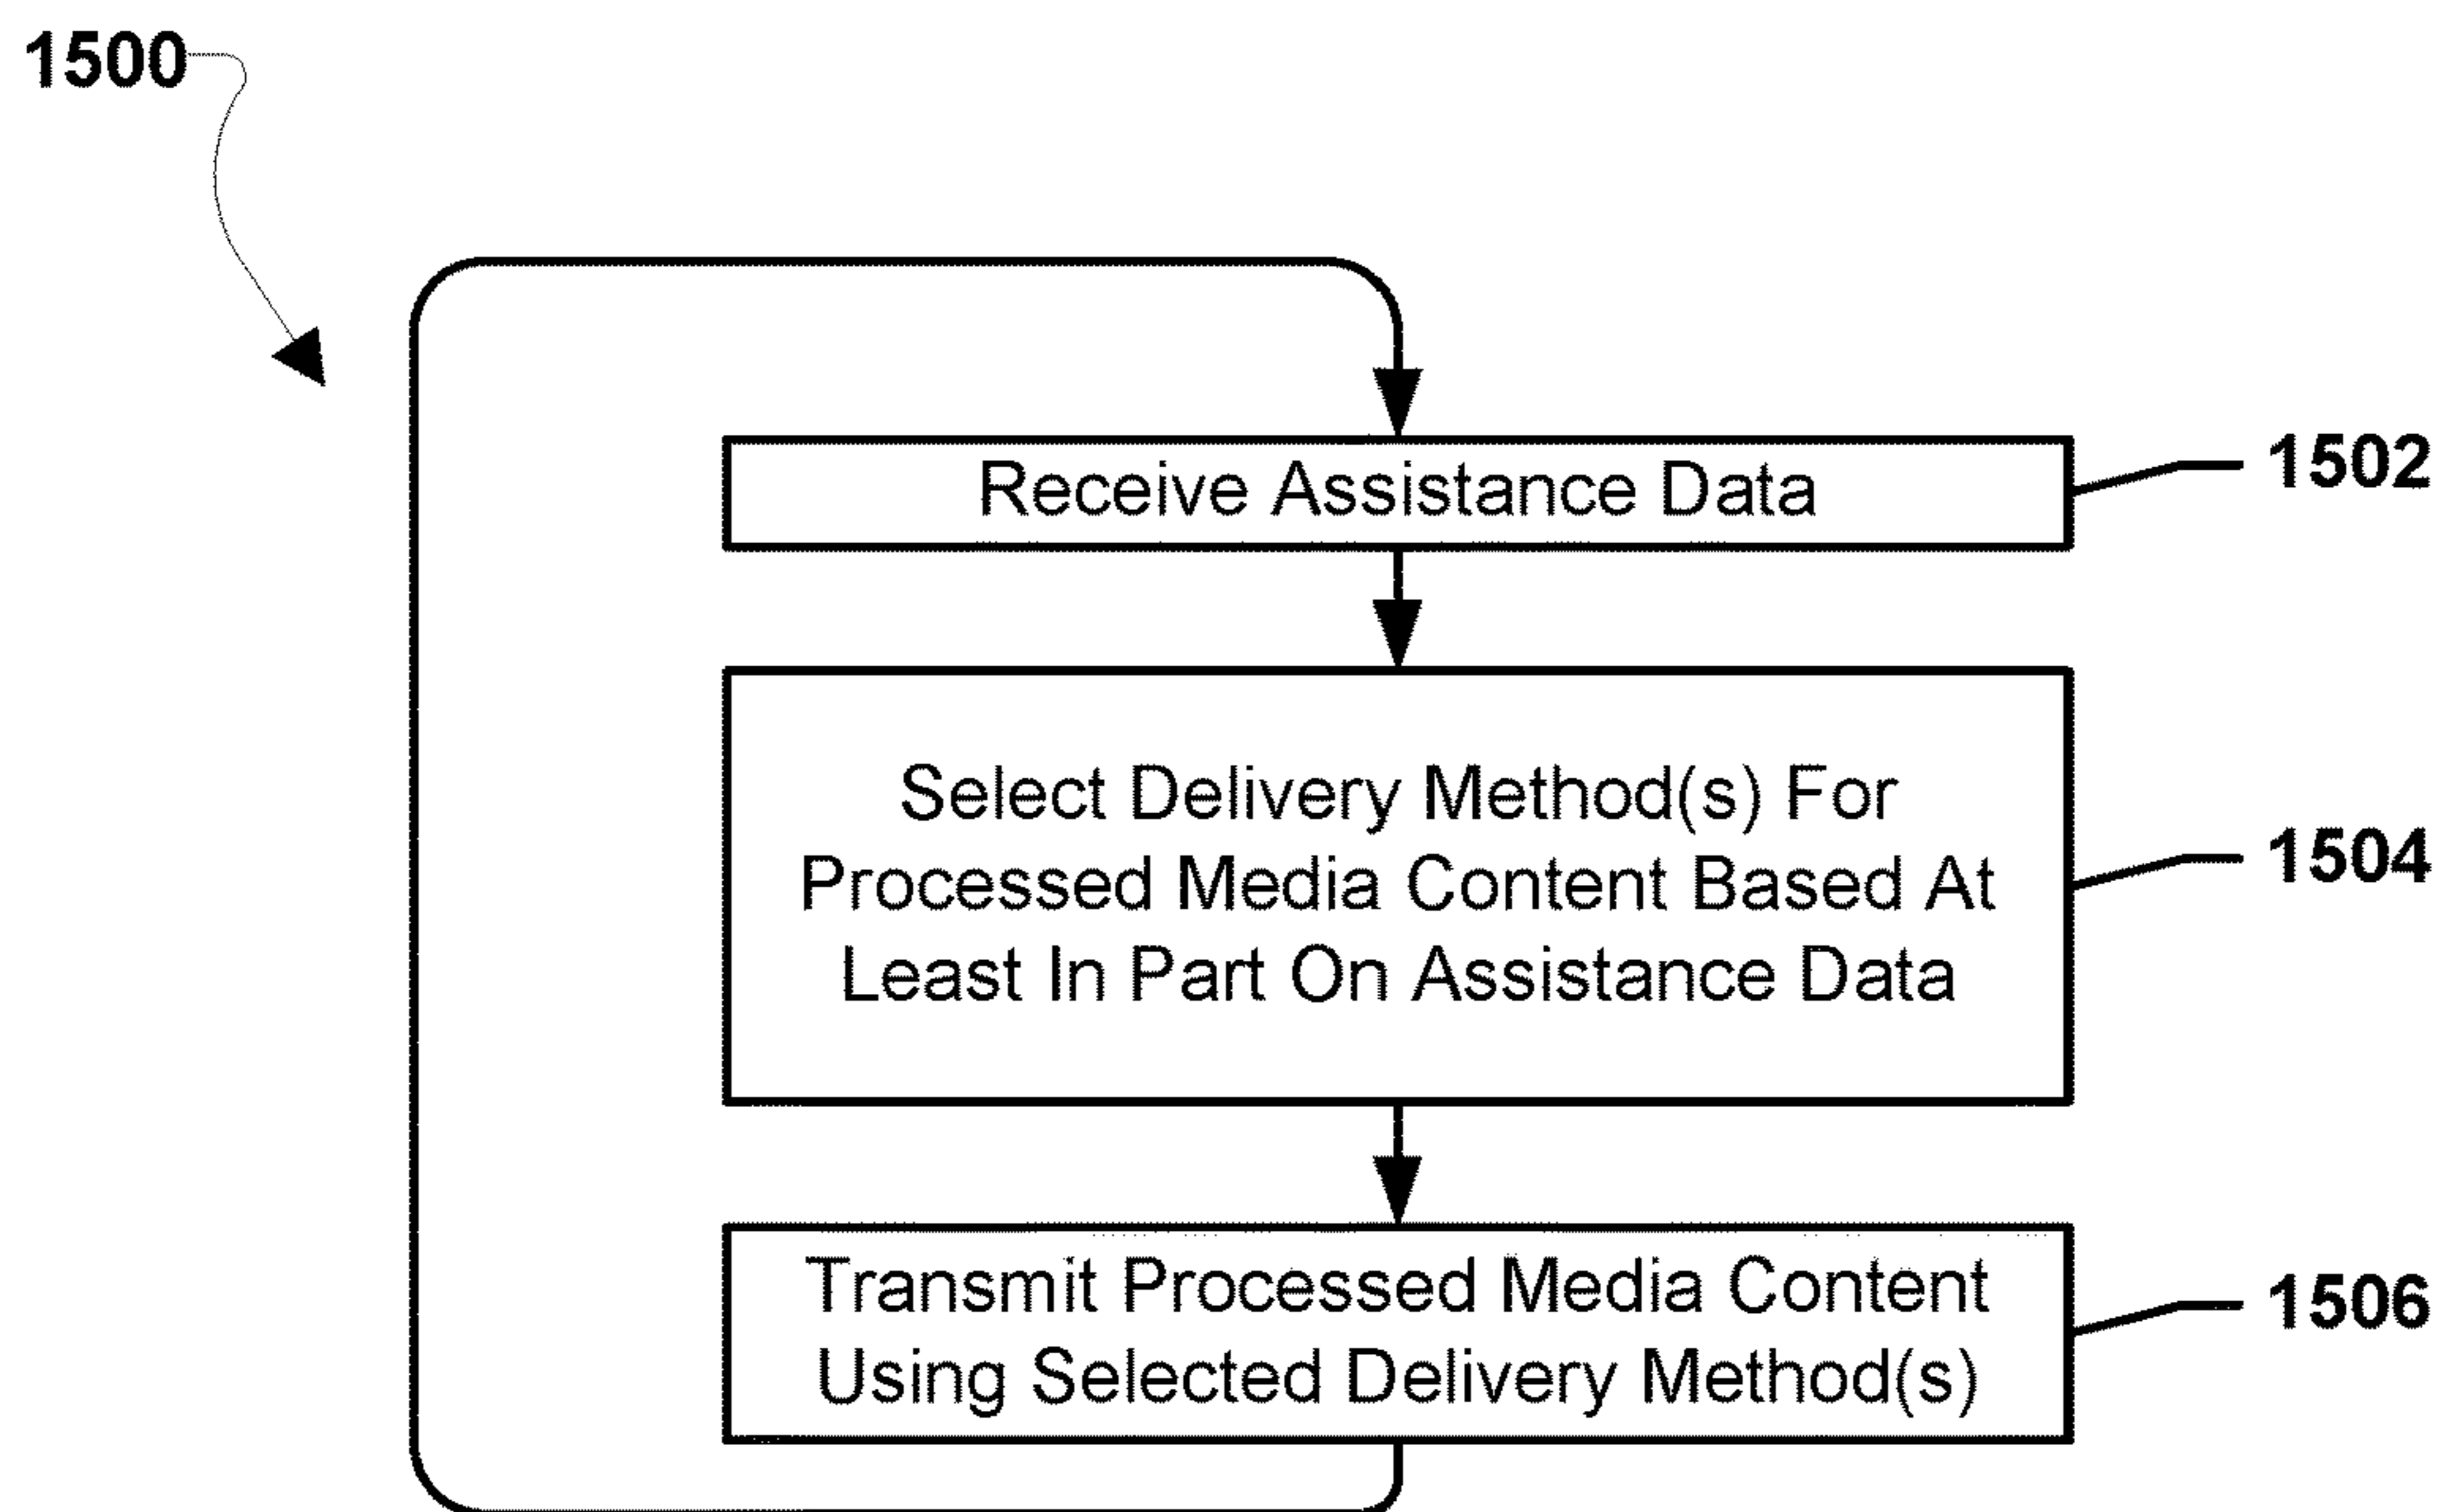 1500
Receive Assistance Data
1502
Select Delivery Method(s) For
Processed Media Content Based At
Least In Part On Assistance Data
1504
Transmit Processed Media Content
Using Selected Delivery Method(s)
1506